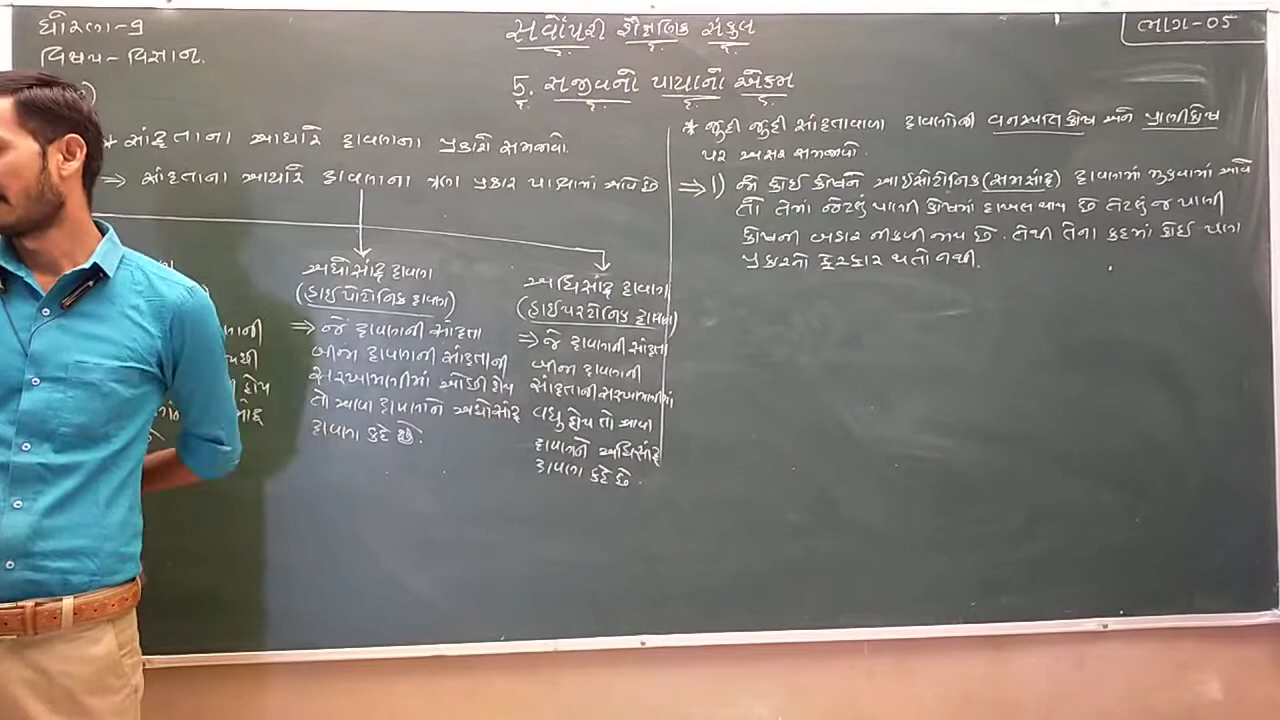 ધોરણ-૯
વિષય - વિજ્ઞાન.
સર્વોપરી શૈક્ષણિક સંકુલ
ભાગ-05
5. સજીવનો પાયાનો એકમ
* સાંદ્રતાના આધારે દ્રાવણના પ્રકારો સમજાવો.
⇒ સાંદ્રતાના આધારે દ્રાવણના ત્રણ પ્રકાર પાડવામાં આવે છે
અધોસાંદ્ર દ્રાવણ
(હાઈપોટોનિક દ્રાવણ)
⇒ જે દ્રાવણની સાંદ્રતા
બીજા દ્રાવણની સાંદ્રતાની
સરખામણીમાં ઓછી હોય
તો આવા દ્રાવણને અધોસાંદ્ર
દ્રાવણ કહે છે.
અધિસાંદ્ર દ્રાવણ
(હાઈપરટોનિક દ્રાવણ)
⇒ જે દ્રાવણની સાંદ્રતા
બીજા દ્રાવણની
સાંદ્રતાની સરખામણીમાં
વધુ હોય તો આવા
દ્રાવણને અધિસાંદ્ર
દ્રાવણ કહે છે.
* જુદી જુદી સાંદ્રતાવાળા દ્રાવણોની વનસ્પતિકોષ અને પ્રાણીકોષ
પર અસર સમજાવો.
⇒ 1) જો કોઈ કોષને આઈસોટોનિક (સમસાંદ્ર) દ્રાવણમાં મુકવામાં આવે
તો તેમાં જેટલું પાણી કોષમાં દાખલ થાય છે તેટલું જ પાણી
કોષની બહાર નીકળી જાય છે. તેથી તેના કદમાં કોઈ પણ
પ્રકારનો ફેરફાર થતો નથી.